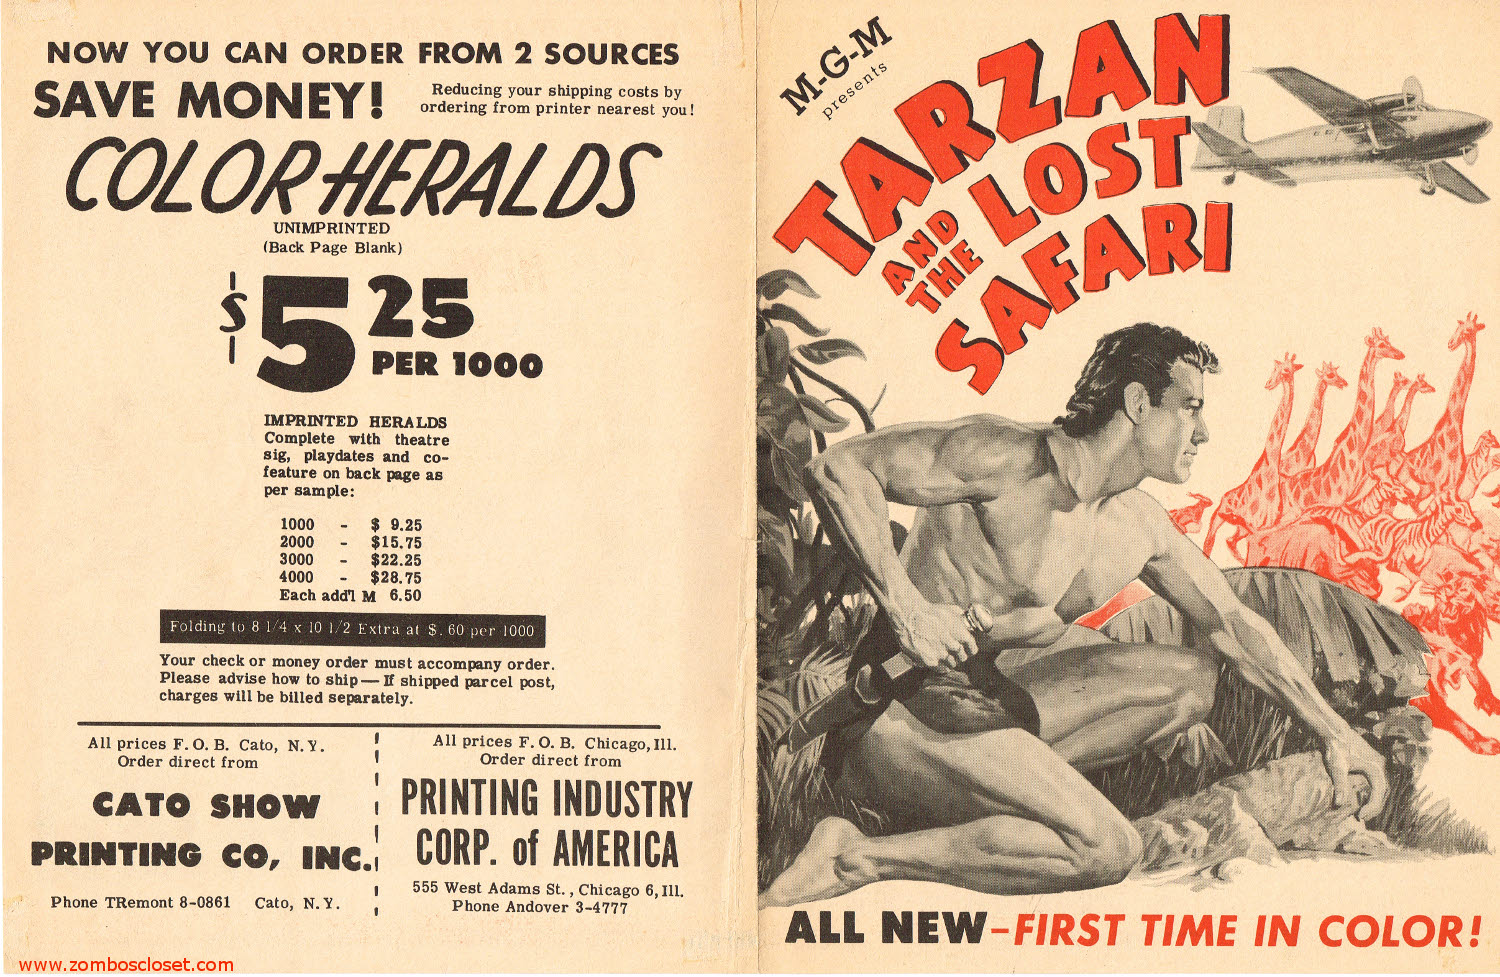 NOW YOU CAN ORDER FROM 2 SOURCES
SAVE MONEY!
Reducing your shipping costs by
ordering from printer nearest you!
COLOR HERALDS
UNIMPRINTED
(Back Page Blank)
$5 25
PER 1000
IMPRINTED HERALDS
Complete with theatre
sig, playdates and co-
feature on back page as
per sample:
1000 - $ 9.25
2000 - $15.75
3000 - $22.25
4000 - $28.75
Each add'l M 6.50
Folding to 8 1/4 x 10 1/2 Extra at $.60 per 1000
Your check or money order must accompany order.
Please advise how to ship — If shipped parcel post,
charges will be billed separately.
All prices F.O.B. Cato, N.Y.
Order direct from
CATO SHOW
PRINTING CO, INC.
Phone TRemont 8-0861 Cato, N.Y.
All prices F.O.B. Chicago, Ill.
Order direct from
PRINTING INDUSTRY
CORP. of AMERICA
555 West Adams St., Chicago 6, Ill.
Phone Andover 3-4777
www.zomboscloset.com
M-G-M
presents
TARZAN
AND
THE
LOST
SAFARI
ALL NEW - FIRST TIME IN COLOR!